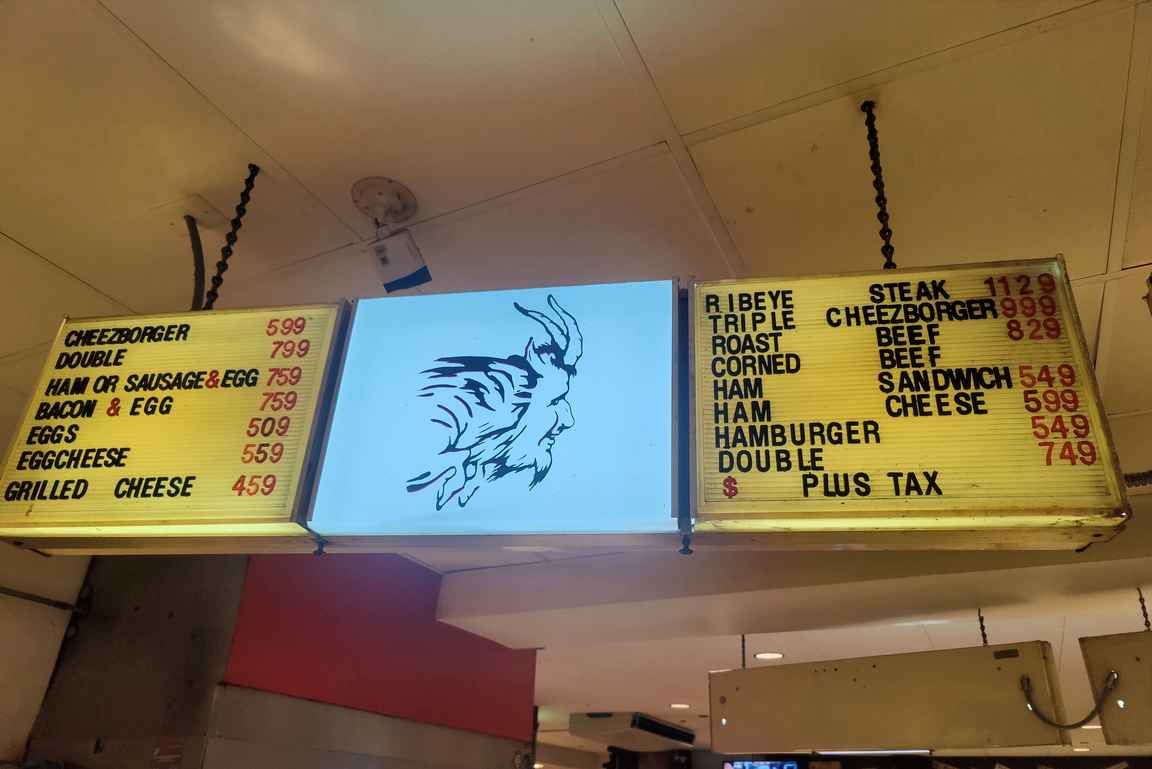 CHEEZBORGER 599
DOUBLE 799
HAM OR SAUSAGE&EGG 759
BACON & EGG 759
EGGS 509
EGGCHEESE 559
GRILLED CHEESE 459
RIBEYE STEAK 1129
TRIPLE CHEEZBORGER 999
ROAST BEEF 829
CORNED BEEF
HAM SANDWICH 549
HAM CHEESE 599
HAMBURGER 549
DOUBLE 749
$ PLUS TAX